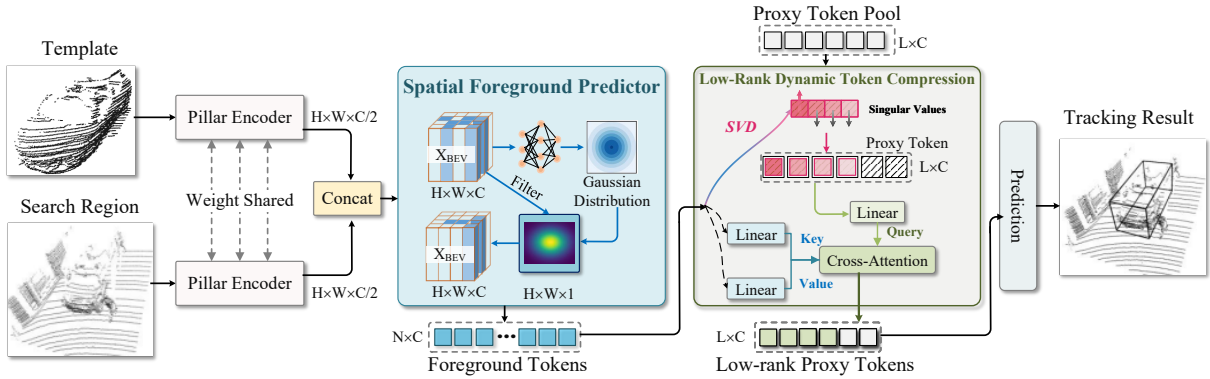 Template
Pillar Encoder
H×W×C/2
Weight Shared
Search Region
Pillar Encoder
H×W×C/2
Concat
Spatial Foreground Predictor
X_BEV
H×W×C
Filter
Gaussian
Distribution
X_BEV
H×W×C
H×W×1
N×C
Foreground Tokens
Proxy Token Pool
L×C
Low-Rank Dynamic Token Compression
SVD
Singular Values
Proxy Token
L×C
Linear
Query
Linear
Key
Cross-Attention
Linear
Value
L×C
Low-rank Proxy Tokens
Prediction
Tracking Result